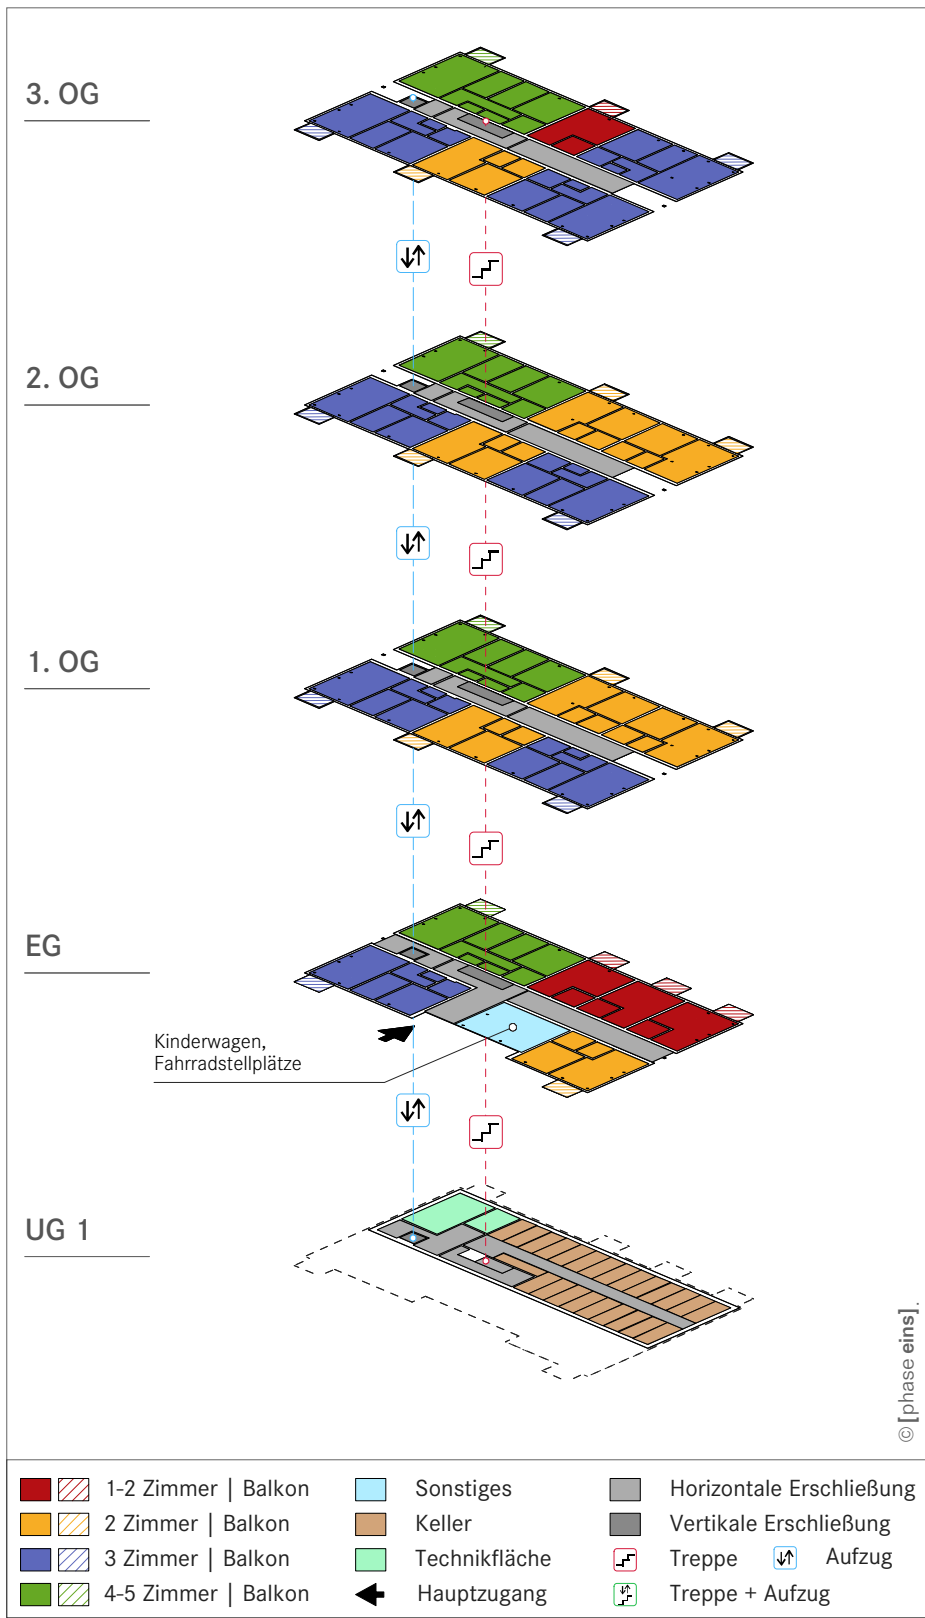 3. OG
2. OG
1. OG
EG
Kinderwagen,
Fahrradstellplätze
UG 1
© [phase eins].
1-2 Zimmer | Balkon
2 Zimmer | Balkon
3 Zimmer | Balkon
4-5 Zimmer | Balkon
Sonstiges
Keller
Technikfläche
Hauptzugang
Horizontale Erschließung
Vertikale Erschließung
Treppe
Aufzug
Treppe + Aufzug